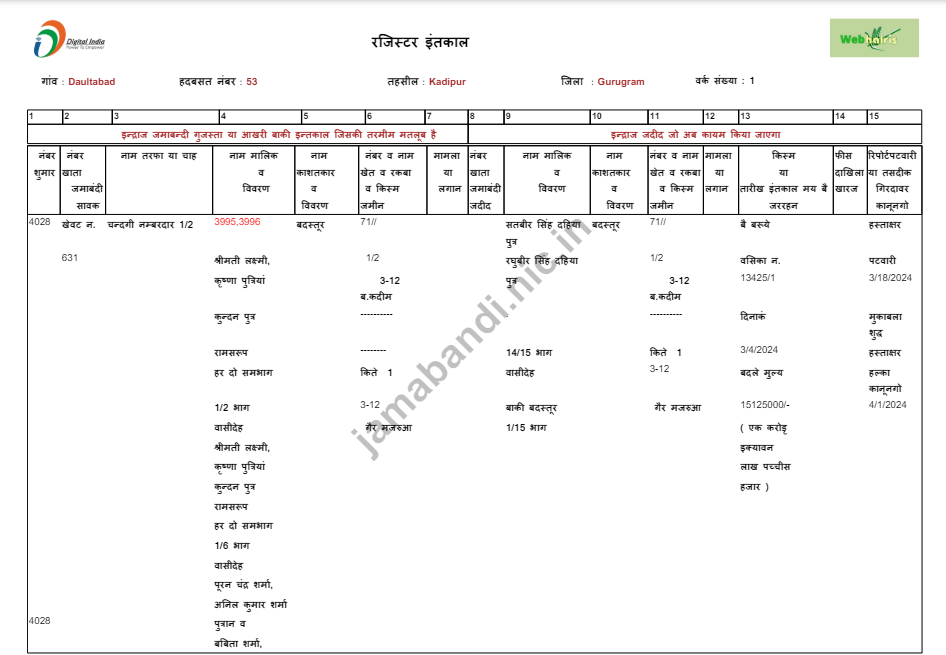 Digital India
Power To Empower
रजिस्टर इंतकाल
Web halris
गांव : Daultabad हदबसत नंबर : 53 तहसील : Kadipur जिला : Gurugram वर्क संख्या : 1
1 2 3 4 5 6 7 8 9 10 11 12 13 14 15
इन्द्राज जमाबन्दी गुजस्ता या आखरी बाकी इन्तकाल जिसकी तरमीम मतलूब है इन्द्राज जदीद जो अब कायम किया जाएगा
नंबर नंबर नाम तरफा या चाह नाम मालिक नाम नंबर व नाम मामला नंबर नाम मालिक नाम नंबर व नाम मामला किस्म फीस रिपोर्टपटवारी
शुमार खाता व काशतकार खेत व रकबा या खाता व काशतकार खेत व रकबा या या दाखिला या तसदीक
जमाबंदी विवरण व व किस्म लगान जमाबंदी विवरण व व किस्म लगान तारीख इंतकाल मय बै खारज गिरदावर
सावक विवरण जमीन जदीद विवरण जमीन जररहन कानूनगो
4028 खेवट न. चन्दगी नम्बरदार 1/2 3995,3996 बदस्तूर 71// सतबीर सिंह दहिया बदस्तूर 71// बै बरूये हस्ताक्षर
पुत्र
631 श्रीमती लक्ष्मी, 1/2 रघुबीर सिंह दहिया 1/2 वसिका न. पटवारी
कृष्णा पुत्रियां 3-12 पुत्र 3-12 13425/1 3/18/2024
ब.कदीम ब.कदीम
कुन्दन पुत्र ---------- - ---------- दिनाकं मुकाबला
शुद्ध
रामसरूप -------- 14/15 भाग किते 1 3/4/2024 हस्ताक्षर
हर दो समभाग किते 1 वासीदेह 3-12 बदले मुल्य हल्का
कानूनगो
1/2 भाग 3-12 बाकी बदस्तूर गैर मजरुआ 15125000/- 4/1/2024
वासीदेह गैर मजरुआ 1/15 भाग ( एक करोड़
श्रीमती लक्ष्मी, इक्यावन
कृष्णा पुत्रियां लाख पच्चीस
कुन्दन पुत्र हजार )
रामसरूप
हर दो समभाग
1/6 भाग
वासीदेह
पूरन चंद्र शर्मा,
अनिल कुमार शर्मा
4028 पुत्रान व
बबिता शर्मा,
jamabandi.nic.in